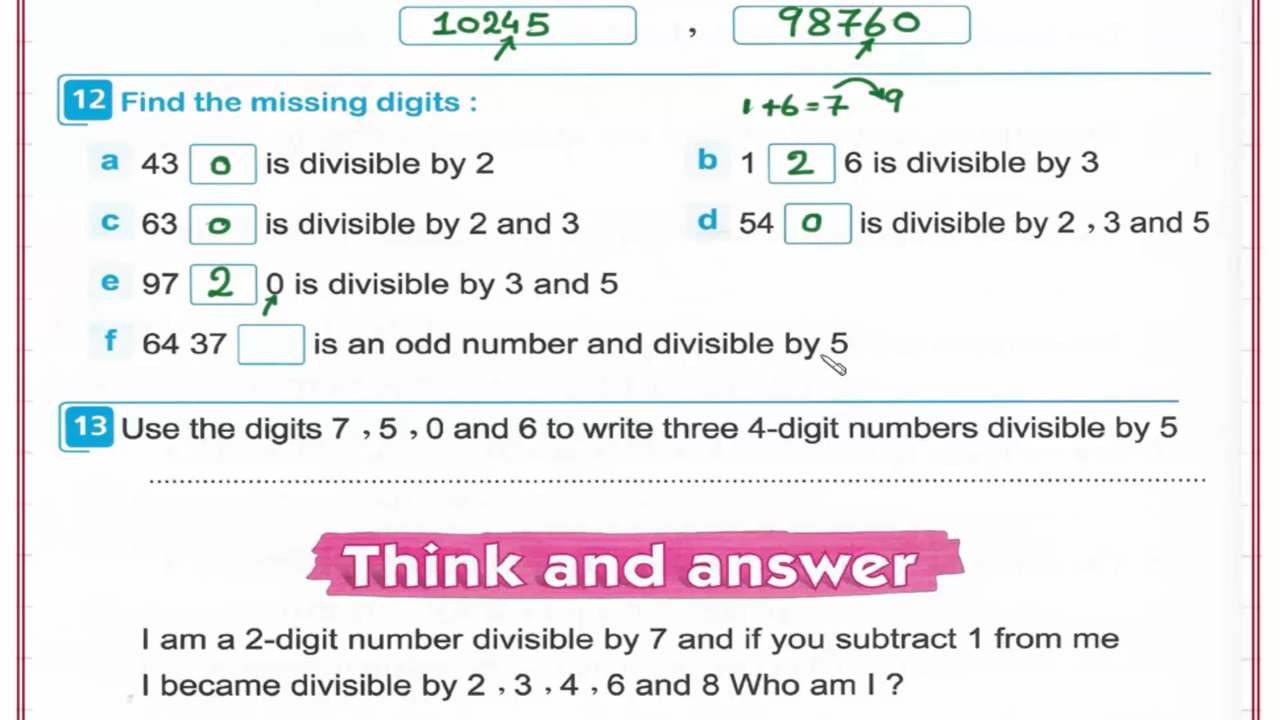 10245 , 98760
12 Find the missing digits : 1 + 6 = 7 9
a 43 0 is divisible by 2 b 1 2 6 is divisible by 3
c 63 0 is divisible by 2 and 3 d 54 0 is divisible by 2 , 3 and 5
e 97 2 0 is divisible by 3 and 5
f 64 37 is an odd number and divisible by 5
13 Use the digits 7 , 5 , 0 and 6 to write three 4-digit numbers divisible by 5
Think and answer
I am a 2-digit number divisible by 7 and if you subtract 1 from me
I became divisible by 2 , 3 , 4 , 6 and 8 Who am I ?